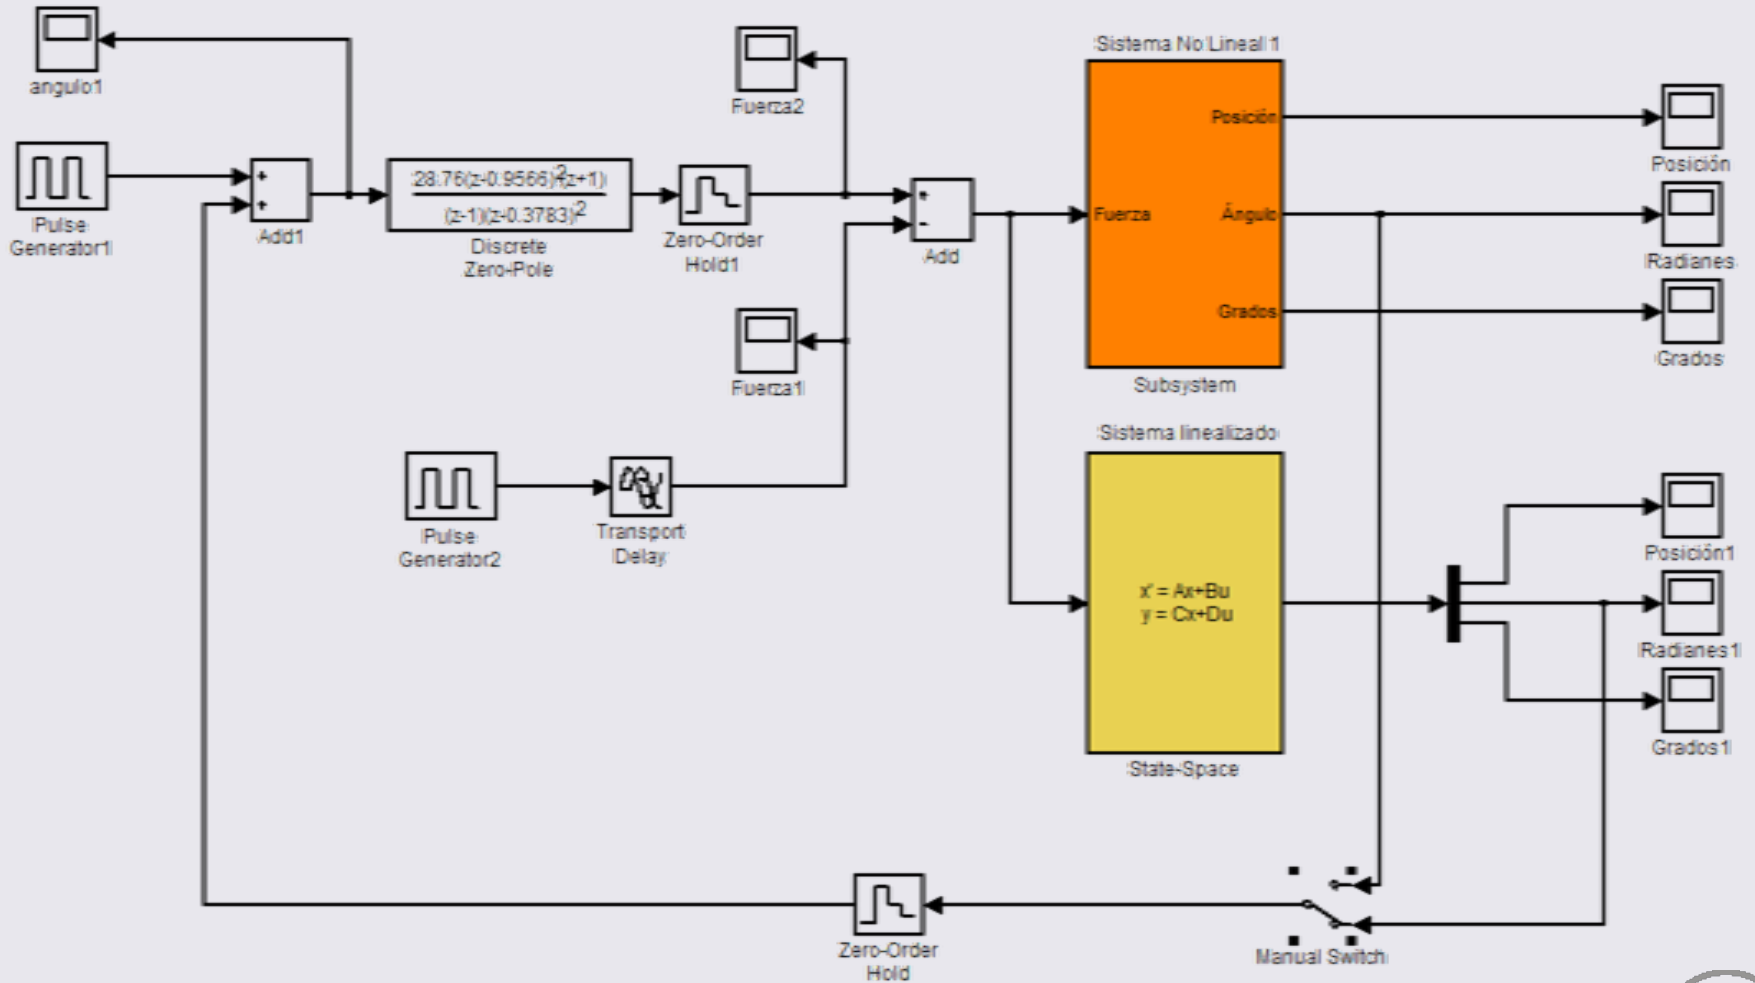 angulo1
Pulse
Generator1
+
+
Add1
28.76(z-0.9566)²(z+1)
(z-1)(z-0.3783)²
Discrete
Zero-Pole
Zero-Order
Hold1
Fuerza2
Fuerza1
+
-
Add
Pulse
Generator2
Transport
Delay
Sistema No Lineal 1
Posición
Fuerza
Ángulo
Grados
Subsystem
Posición
Radianes
Grados
Sistema linealizado
x' = Ax+Bu
y = Cx+Du
State-Space
Posición1
Radianes1
Grados1
Zero-Order
Hold
Manual Switch